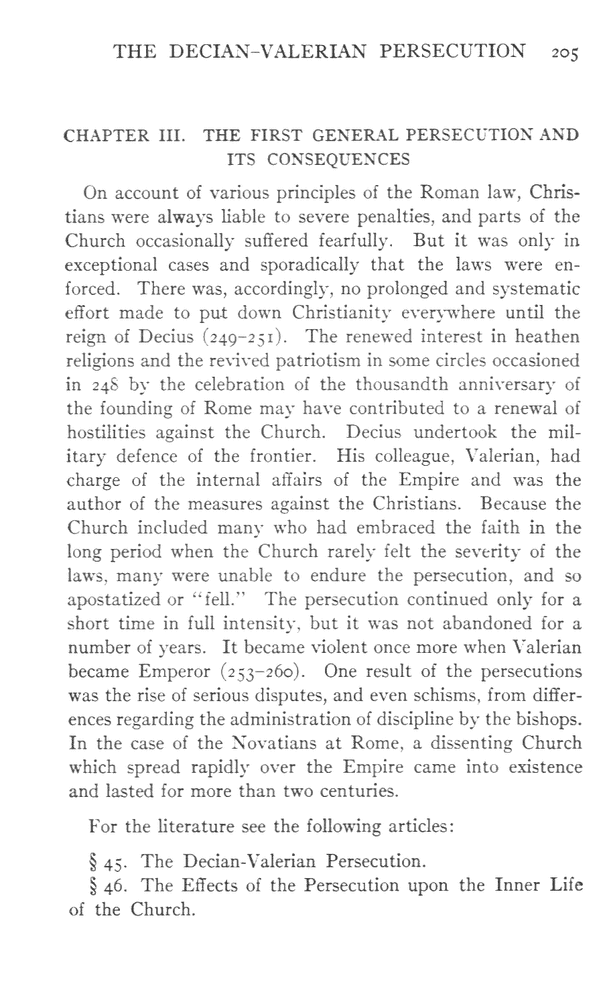 THE DECIAN–VALERIAN PERSECUTION 205
CHAPTER III. THE FIRST GENERAL PERSECUTION AND
ITS CONSEQUENCES
On account of various principles of the Roman law, Chris-
tians were always liable to severe penalties, and parts of the
Church occasionally suffered fearfully. But it was only in
exceptional cases and sporadically that the laws were en-
forced. There was, accordingly, no prolonged and systematic
effort made to put down Christianity everywhere until the
reign of Decius (249–251). The renewed interest in heathen
religions and the revived patriotism in some circles occasioned
in 248 by the celebration of the thousandth anniversary of
the founding of Rome may have contributed to a renewal of
hostilities against the Church. Decius undertook the mil-
itary defence of the frontier. His colleague, Valerian, had
charge of the internal affairs of the Empire and was the
author of the measures against the Christians. Because the
Church included many who had embraced the faith in the
long period when the Church rarely felt the severity of the
laws, many were unable to endure the persecution, and so
apostatized or “fell.” The persecution continued only for a
short time in full intensity, but it was not abandoned for a
number of years. It became violent once more when Valerian
became Emperor (253–260). One result of the persecutions
was the rise of serious disputes, and even schisms, from differ-
ences regarding the administration of discipline by the bishops.
In the case of the Novatians at Rome, a dissenting Church
which spread rapidly over the Empire came into existence
and lasted for more than two centuries.
For the literature see the following articles:
§ 45. The Decian-Valerian Persecution.
§ 46. The Effects of the Persecution upon the Inner Life
of the Church.